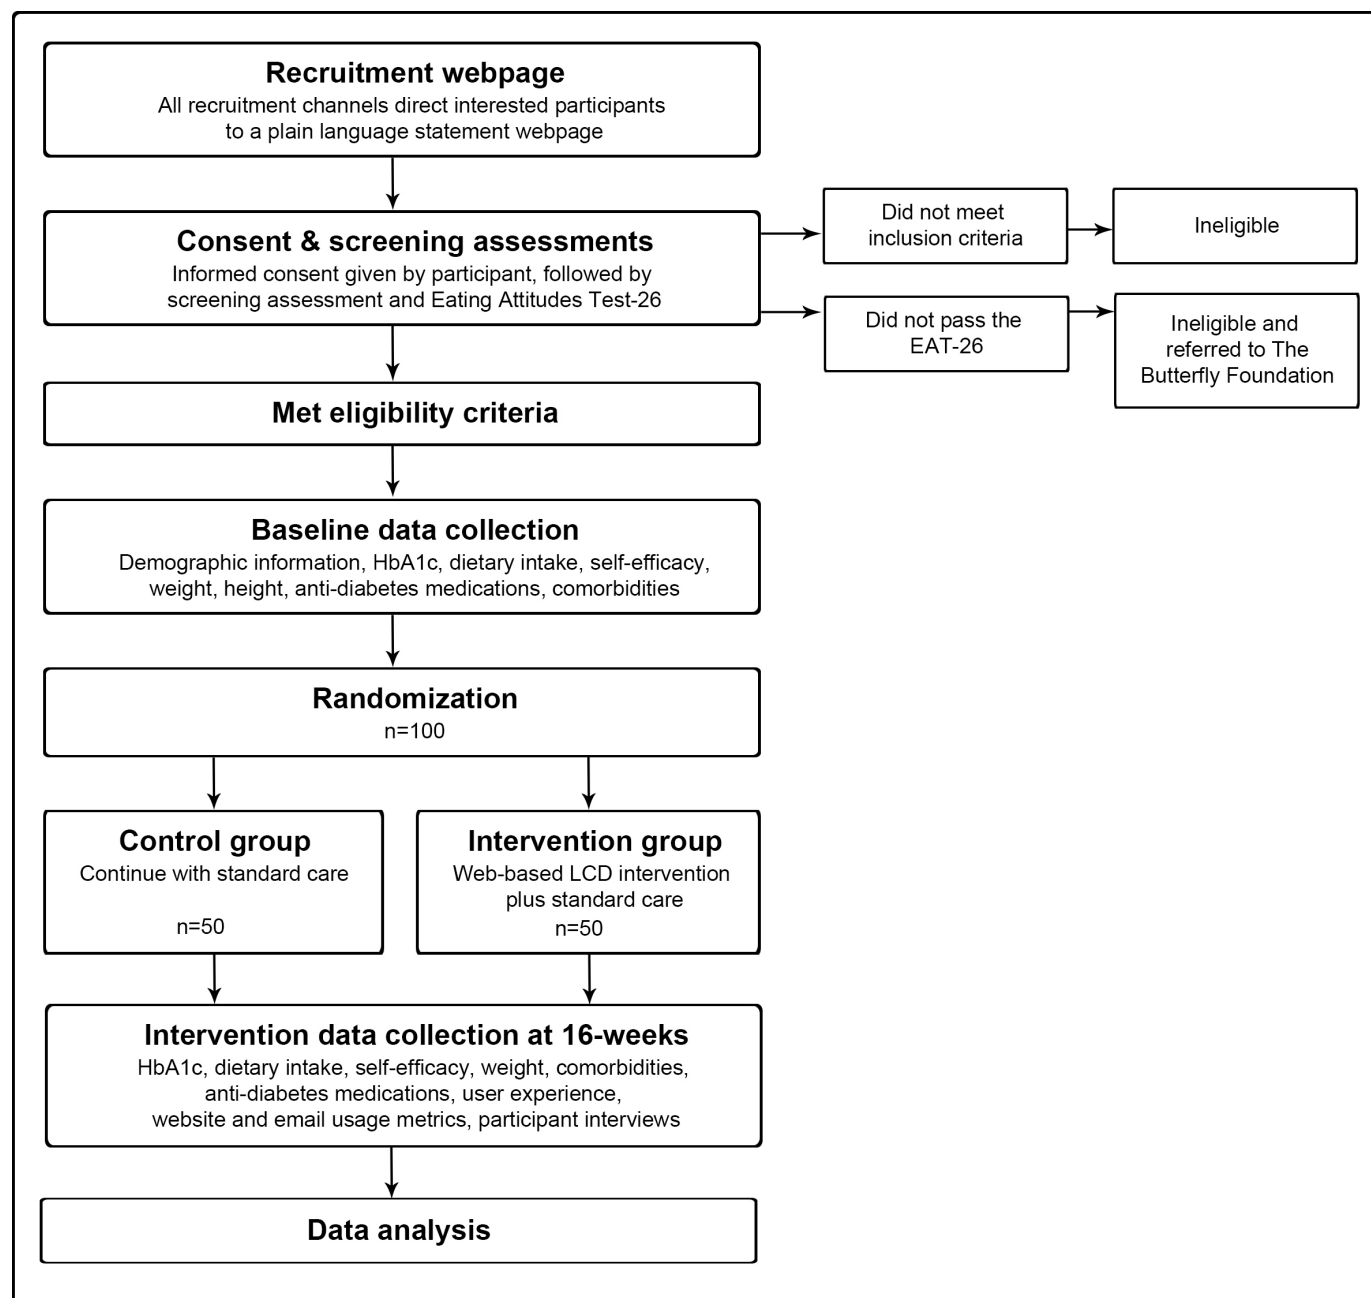 Recruitment webpage
All recruitment channels direct interested participants
to a plain language statement webpage
Consent & screening assessments
Informed consent given by participant, followed by
screening assessment and Eating Attitudes Test-26
Did not meet
inclusion criteria
Ineligible
Did not pass the
EAT-26
Ineligible and
referred to The
Butterfly Foundation
Met eligibility criteria
Baseline data collection
Demographic information, HbA1c, dietary intake, self-efficacy,
weight, height, anti-diabetes medications, comorbidities
Randomization
n=100
Control group
Continue with standard care
n=50
Intervention group
Web-based LCD intervention
plus standard care
n=50
Intervention data collection at 16-weeks
HbA1c, dietary intake, self-efficacy, weight, comorbidities,
anti-diabetes medications, user experience,
website and email usage metrics, participant interviews
Data analysis